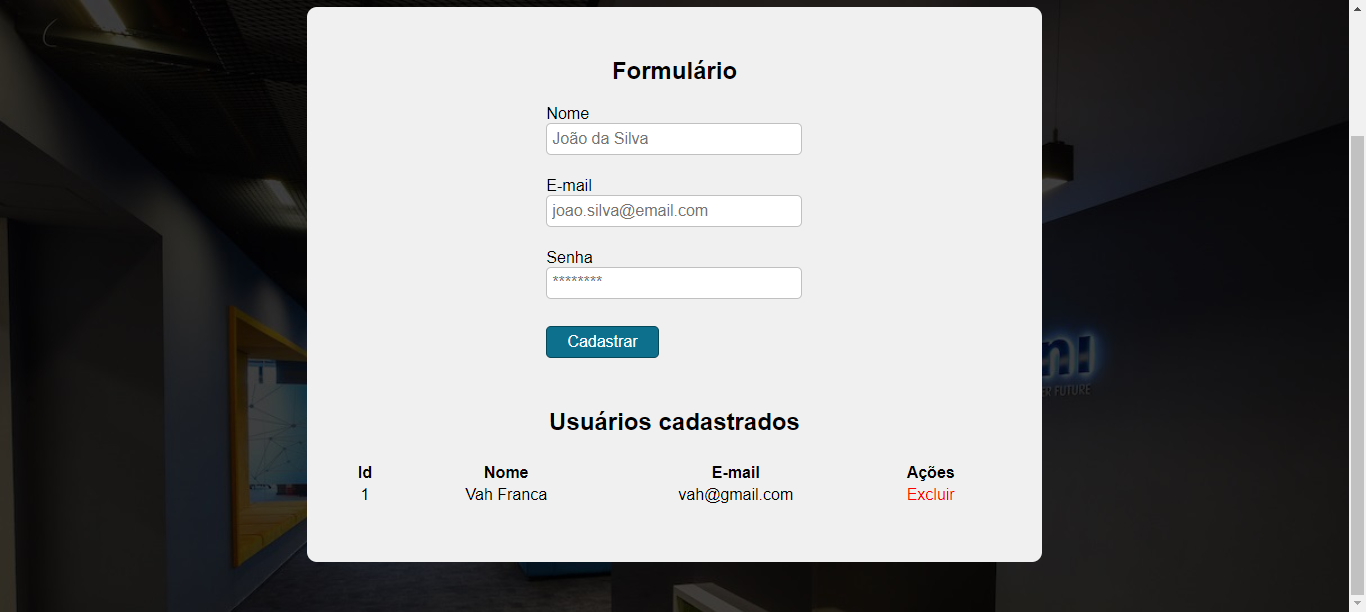 Formulário
Nome
João da Silva
E-mail
joao.silva@email.com
Senha
********
Cadastrar
Usuários cadastrados
Id Nome E-mail Ações
1 Vah Franca vah@gmail.com Excluir
FUTURE